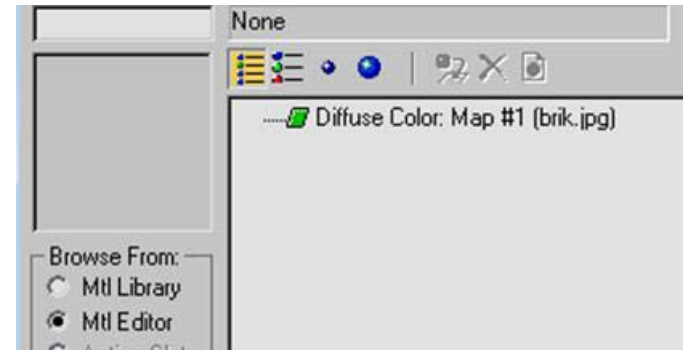 None
Diffuse Color: Map #1 (brik.jpg)
Browse From:
Mtl Library
Mtl Editor